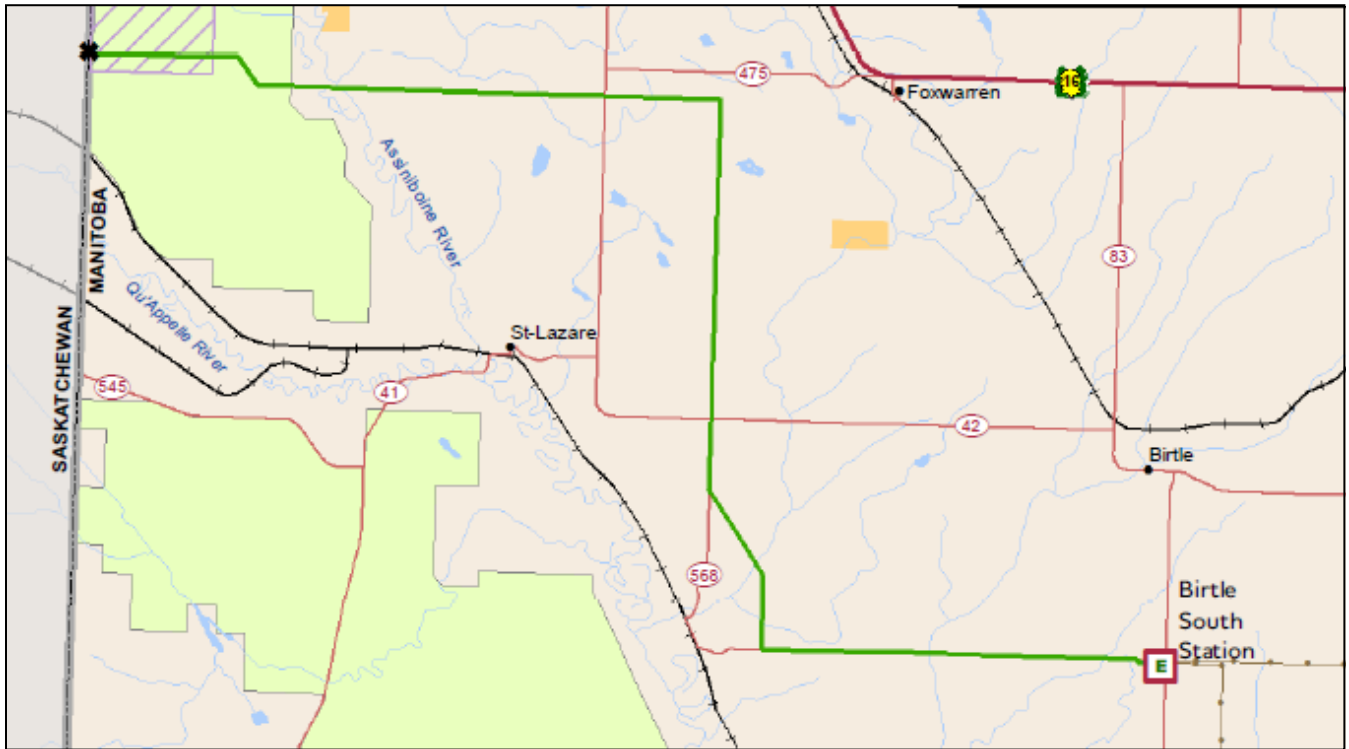 16
475
Foxwarren
Assiniboine River
MANITOBA
83
SASKATCHEWAN
Qu'Appelle River
St-Lazare
545
41
42
Birtle
568
Birtle
South
Station
E